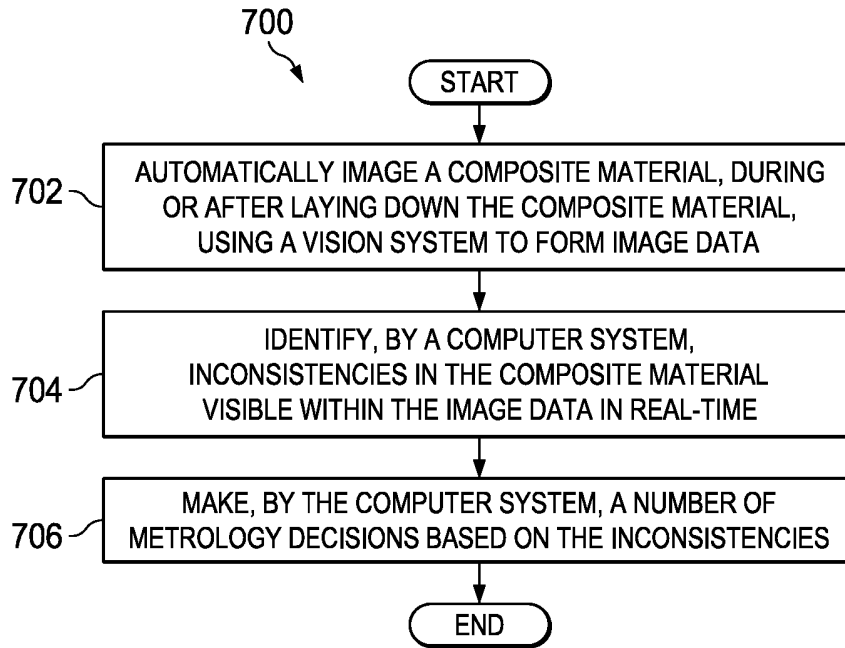 700
START
702
AUTOMATICALLY IMAGE A COMPOSITE MATERIAL, DURING
OR AFTER LAYING DOWN THE COMPOSITE MATERIAL,
USING A VISION SYSTEM TO FORM IMAGE DATA
704
IDENTIFY, BY A COMPUTER SYSTEM,
INCONSISTENCIES IN THE COMPOSITE MATERIAL
VISIBLE WITHIN THE IMAGE DATA IN REAL-TIME
706
MAKE, BY THE COMPUTER SYSTEM, A NUMBER OF
METROLOGY DECISIONS BASED ON THE INCONSISTENCIES
END